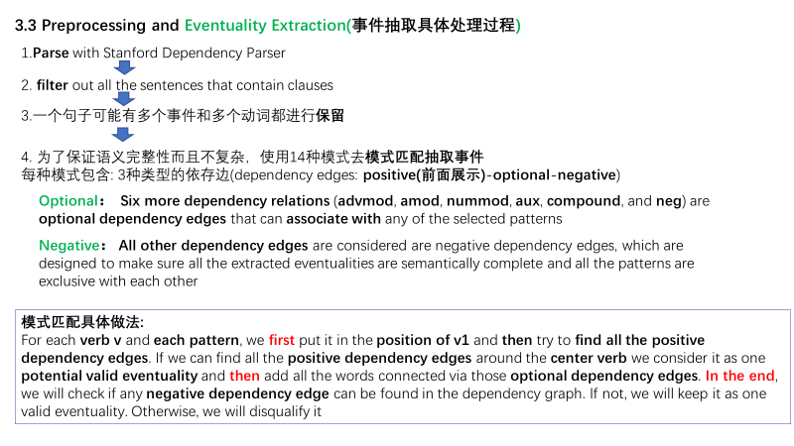 3.3 Preprocessing and Eventuality Extraction(事件抽取具体处理过程)
1.Parse with Stanford Dependency Parser
2. filter out all the sentences that contain clauses
3.一个句子可能有多个事件和多个动词都进行保留
4. 为了保证语义完整性而且不复杂，使用14种模式去模式匹配抽取事件
每种模式包含: 3种类型的依存边(dependency edges: positive(前面展示)-optional-negative)
Optional： Six more dependency relations (advmod, amod, nummod, aux, compound, and neg) are
optional dependency edges that can associate with any of the selected patterns
Negative： All other dependency edges are considered are negative dependency edges, which are
designed to make sure all the extracted eventualities are semantically complete and all the patterns are
exclusive with each other
模式匹配具体做法:
For each verb v and each pattern, we first put it in the position of v1 and then try to find all the positive
dependency edges. If we can find all the positive dependency edges around the center verb we consider it as one
potential valid eventuality and then add all the words connected via those optional dependency edges. In the end,
we will check if any negative dependency edge can be found in the dependency graph. If not, we will keep it as one
valid eventuality. Otherwise, we will disqualify it